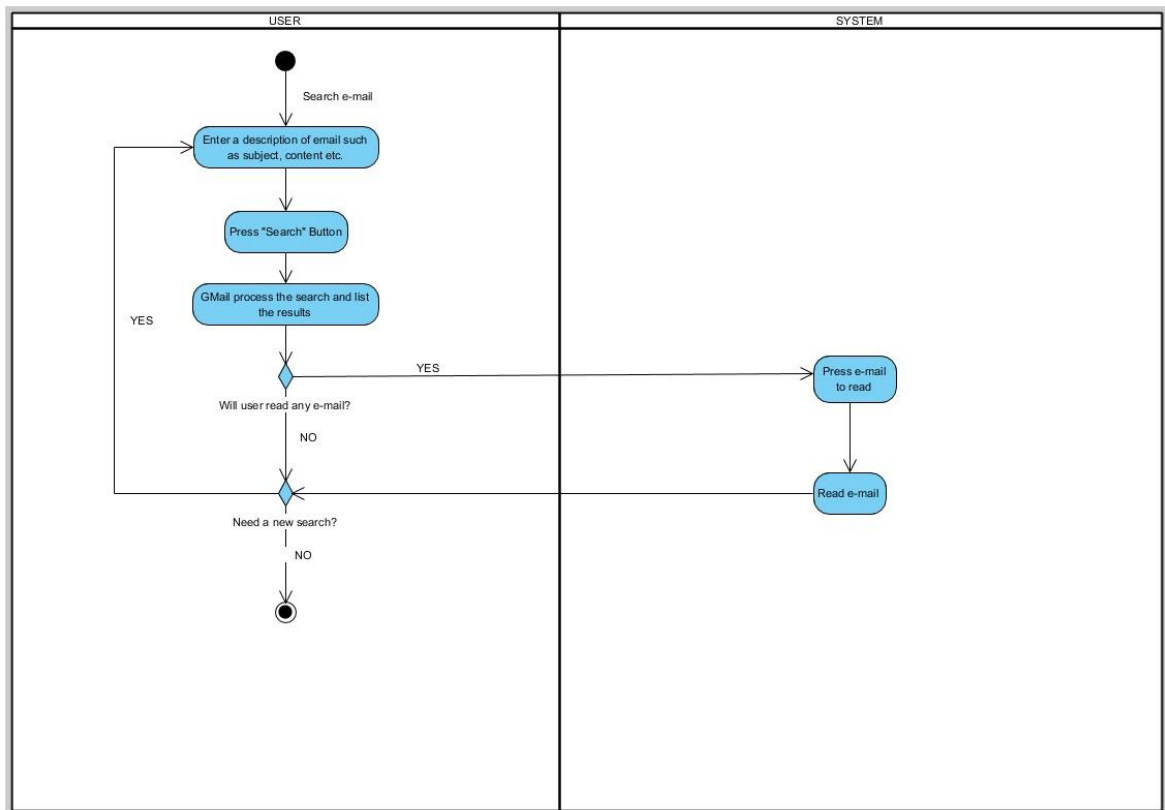 USER
SYSTEM
Search e-mail
Enter a description of email such
as subject, content etc.
Press "Search" Button
GMail process the search and list
the results
YES
YES
Press e-mail
to read
Will user read any e-mail?
NO
Read e-mail
Need a new search?
NO